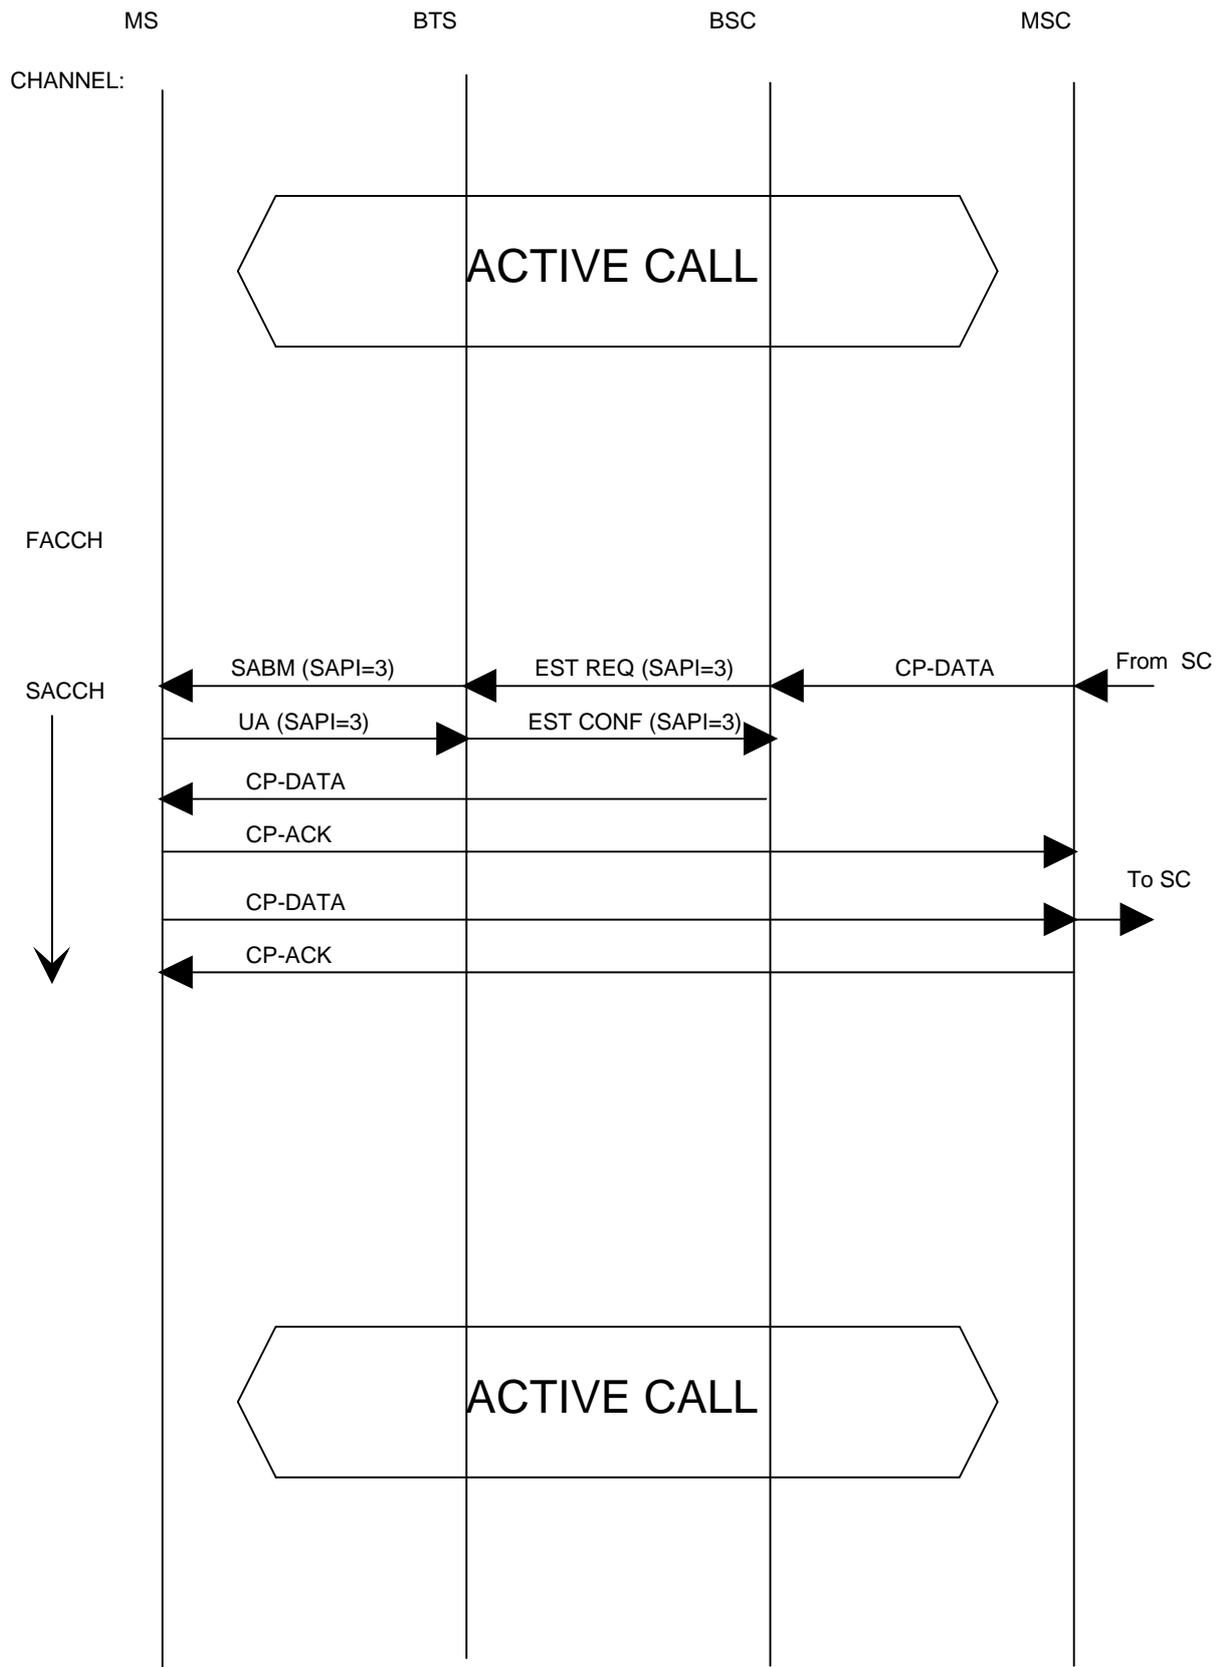 MS BTS BSC MSC
CHANNEL:
ACTIVE CALL
FACCH
SABM (SAPI=3) EST REQ (SAPI=3) CP-DATA From SC
SACCH
UA (SAPI=3) EST CONF (SAPI=3)
CP-DATA
CP-ACK
To SC
CP-DATA
CP-ACK
ACTIVE CALL